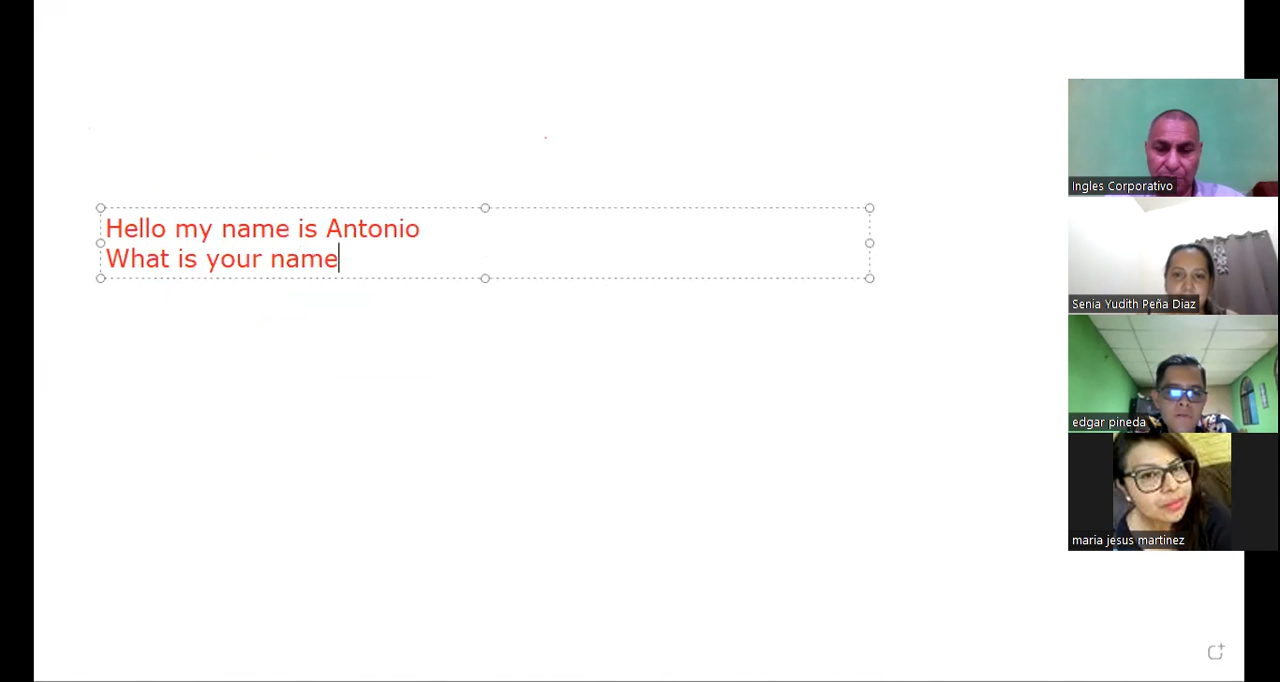 Hello my name is Antonio
What is your name
Ingles Corporativo
Senia Yudith Peña Diaz
edgar pineda
maria jesus martinez